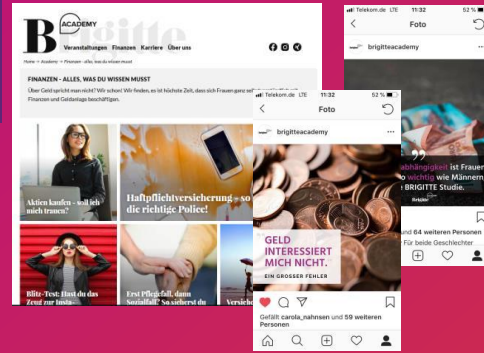 Brigitte
ACADEMY
Veranstaltungen Finanzen Karriere Über uns
Home » Academy » Finanzen - alles, was du wissen musst
FINANZEN - ALLES, WAS DU WISSEN MUSST
Über Geld spricht man nicht? Wir schon! Wir finden, es ist höchste Zeit, dass sich Frauen ganz
Finanzen und Geldanlage beschäftigen.
Aktien kaufen - soll ich
mich trauen?
Haftpflichtversicherung - so
die richtige Police!
Blitz-Test: Hast du das
Zeug zur Insta-
Erst Pflegefall, dann
Sozialfall? So sicherst du
Telekom.de LTE 11:32 52 %
Foto
brigitteacademy
GELD
INTERESSIERT
MICH NICHT.
EIN GROSSER FEHLER
Gefällt carola_nahnsen und 59 weiteren
Personen
Telekom.de LTE 11:32 52 %
Foto
brigitteacademy
abhängigkeit ist Frauen
so wichtig wie Männern
BRIGITTE Studie.
Brigitte
und 64 weiteren Personen
Für beide Geschlechter